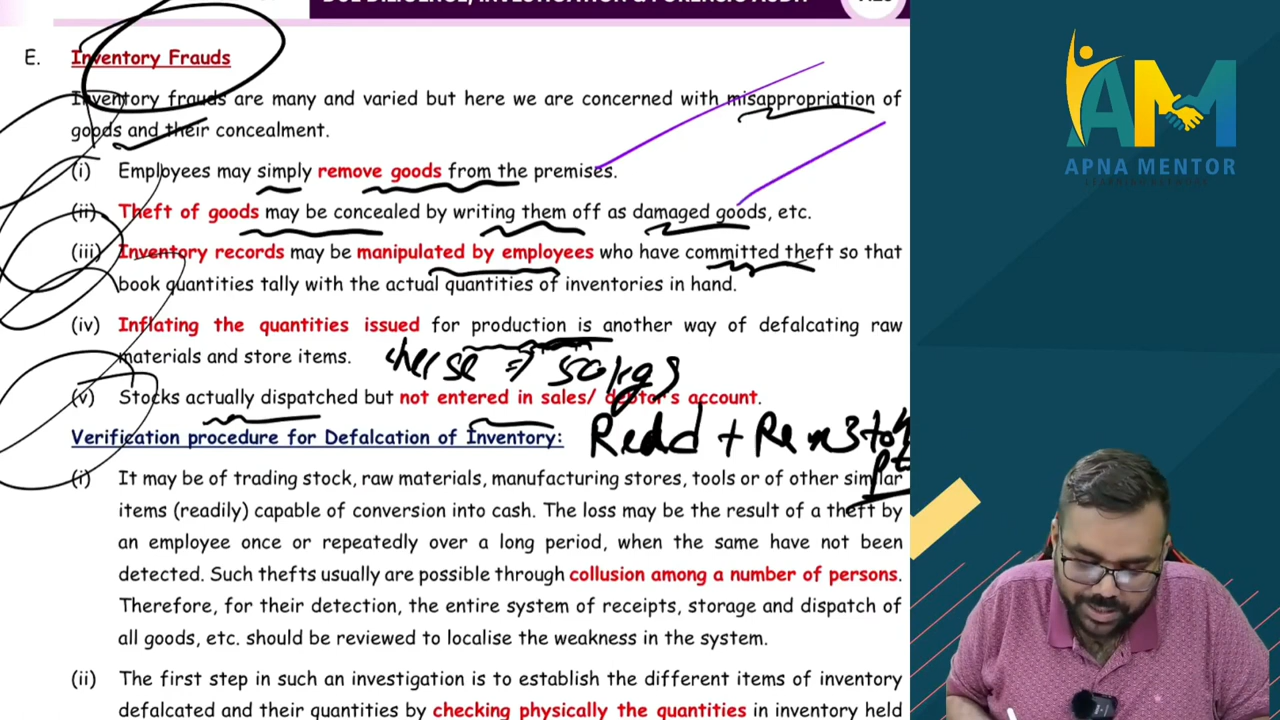 DUE DILIGENCE, INVESTIGATION & FORENSIC AUDIT
E. Inventory Frauds
Inventory frauds are many and varied but here we are concerned with misappropriation of
goods and their concealment.
(i) Employees may simply remove goods from the premises.
(ii) Theft of goods may be concealed by writing them off as damaged goods, etc.
(iii) Inventory records may be manipulated by employees who have committed theft so that
book quantities tally with the actual quantities of inventories in hand.
(iv) Inflating the quantities issued for production is another way of defalcating raw
materials and store items.
50 kgs
(v) Stocks actually dispatched but not entered in sales/ debtor's account.
Verification procedure for Defalcation of Inventory:
(i) It may be of trading stock, raw materials, manufacturing stores, tools or of other similar
items (readily) capable of conversion into cash. The loss may be the result of a theft by
an employee once or repeatedly over a long period, when the same have not been
detected. Such thefts usually are possible through collusion among a number of persons.
Therefore, for their detection, the entire system of receipts, storage and dispatch of
all goods, etc. should be reviewed to localise the weakness in the system.
(ii) The first step in such an investigation is to establish the different items of inventory
defalcated and their quantities by checking physically the quantities in inventory held
AM
APNA MENTOR
LEARNING NETWORK